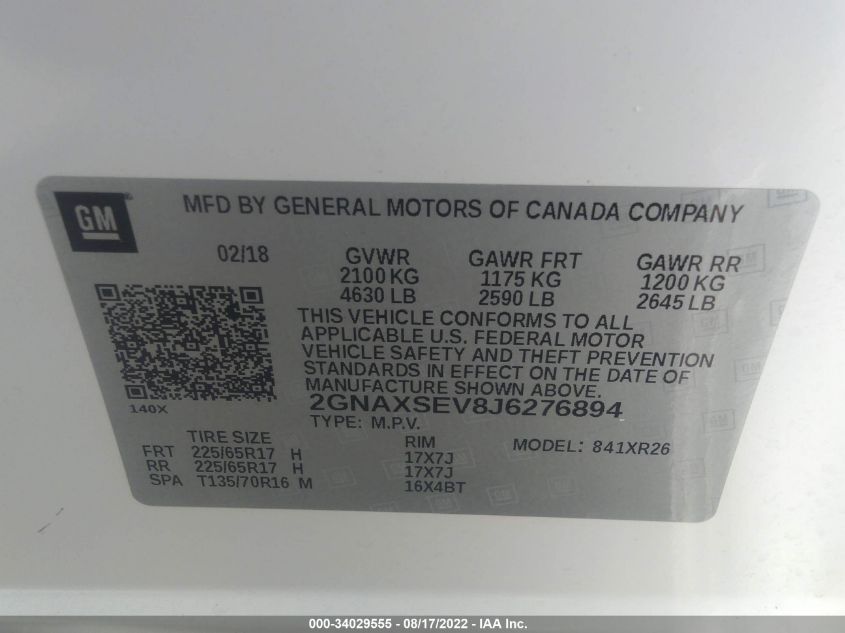 GM
MFD BY GENERAL MOTORS OF CANADA COMPANY
02/18 GVWR GAWR FRT GAWR RR
2100 KG 1175 KG 1200 KG
4630 LB 2590 LB 2645 LB
THIS VEHICLE CONFORMS TO ALL
APPLICABLE U.S. FEDERAL MOTOR
VEHICLE SAFETY AND THEFT PREVENTION
STANDARDS IN EFFECT ON THE DATE OF
MANUFACTURE SHOWN ABOVE.
140X 2GNAXSEV8J6276894
TYPE: M.P.V.
TIRE SIZE RIM MODEL: 841XR26
FRT 225/65R17 H 17X7J
RR 225/65R17 H 17X7J
SPA T135/70R16 M 16X4BT
000-34029555 - 08/17/2022 - IAA Inc.